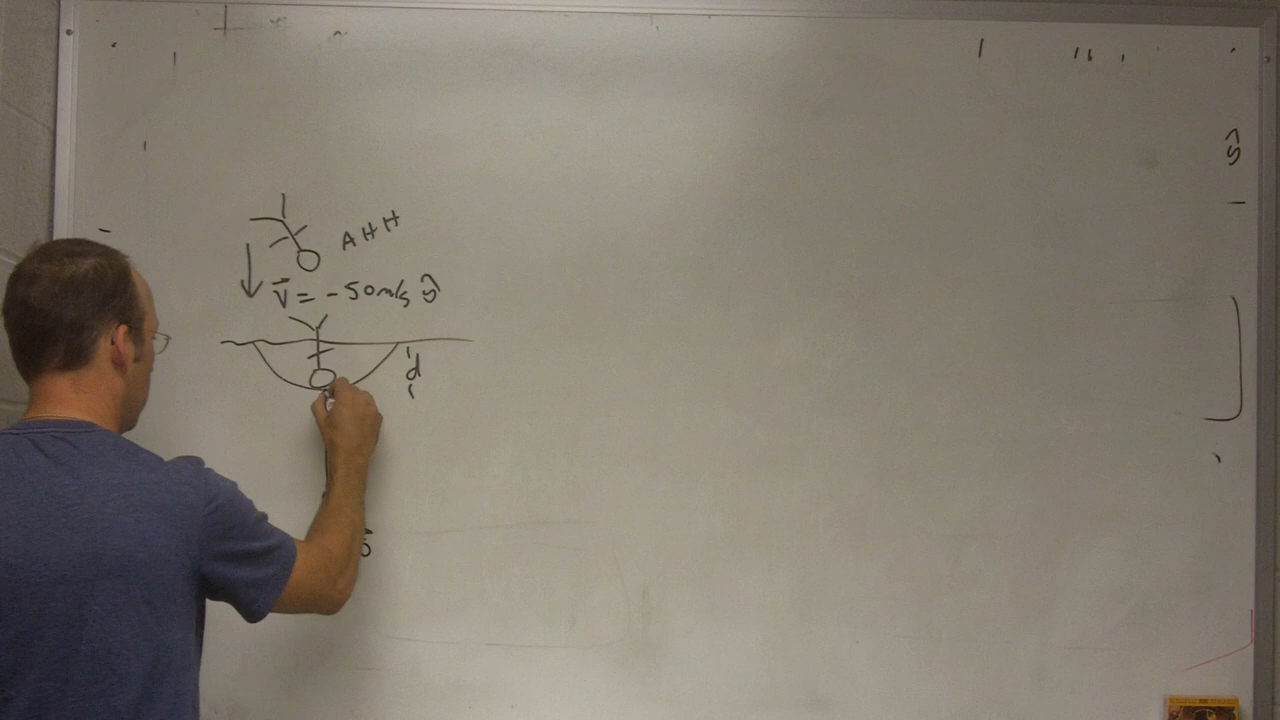 AHH
v⃗ = -50m/s ŷ
d
ŷ